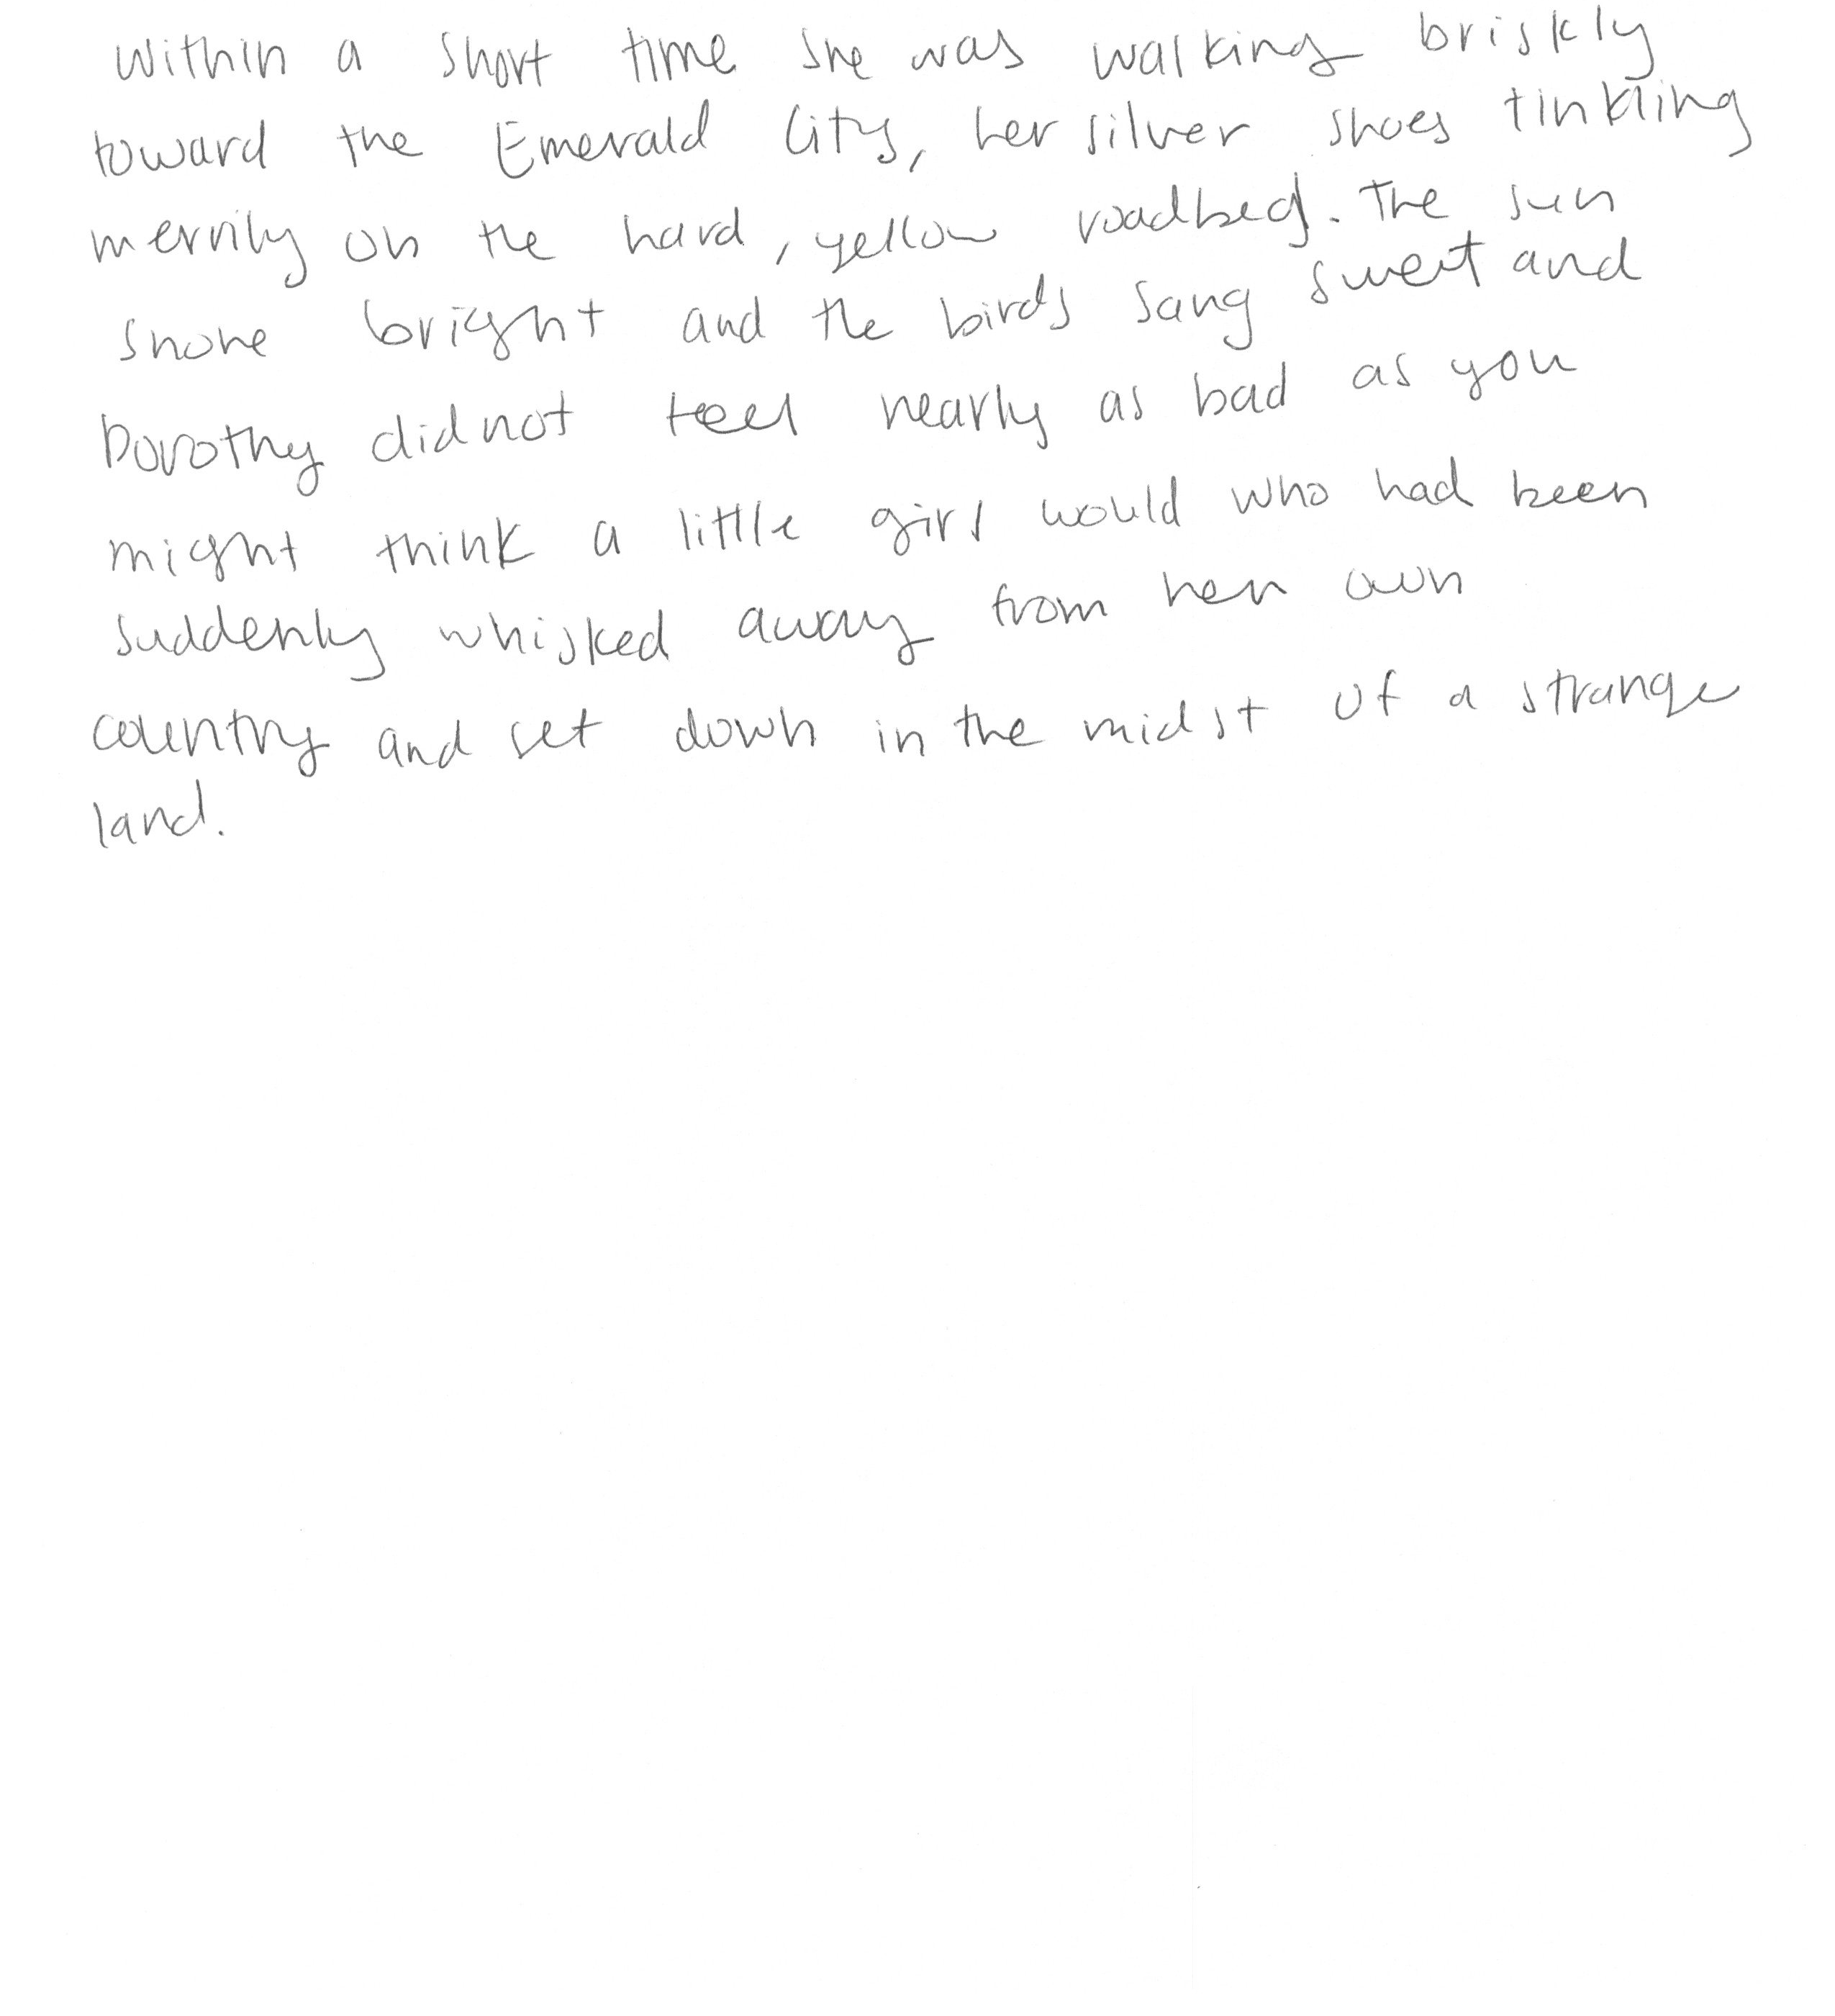 Within a short time she was walking briskly
toward the Emerald City, her silver shoes tinkling
merrily on the hard, yellow roadbed. The sun
shone bright and the birds sang sweet and
Dorothy did not feel nearly as bad as you
might think a little girl would who had been
suddenly whisked away from her own
country and set down in the midst of a strange
land.